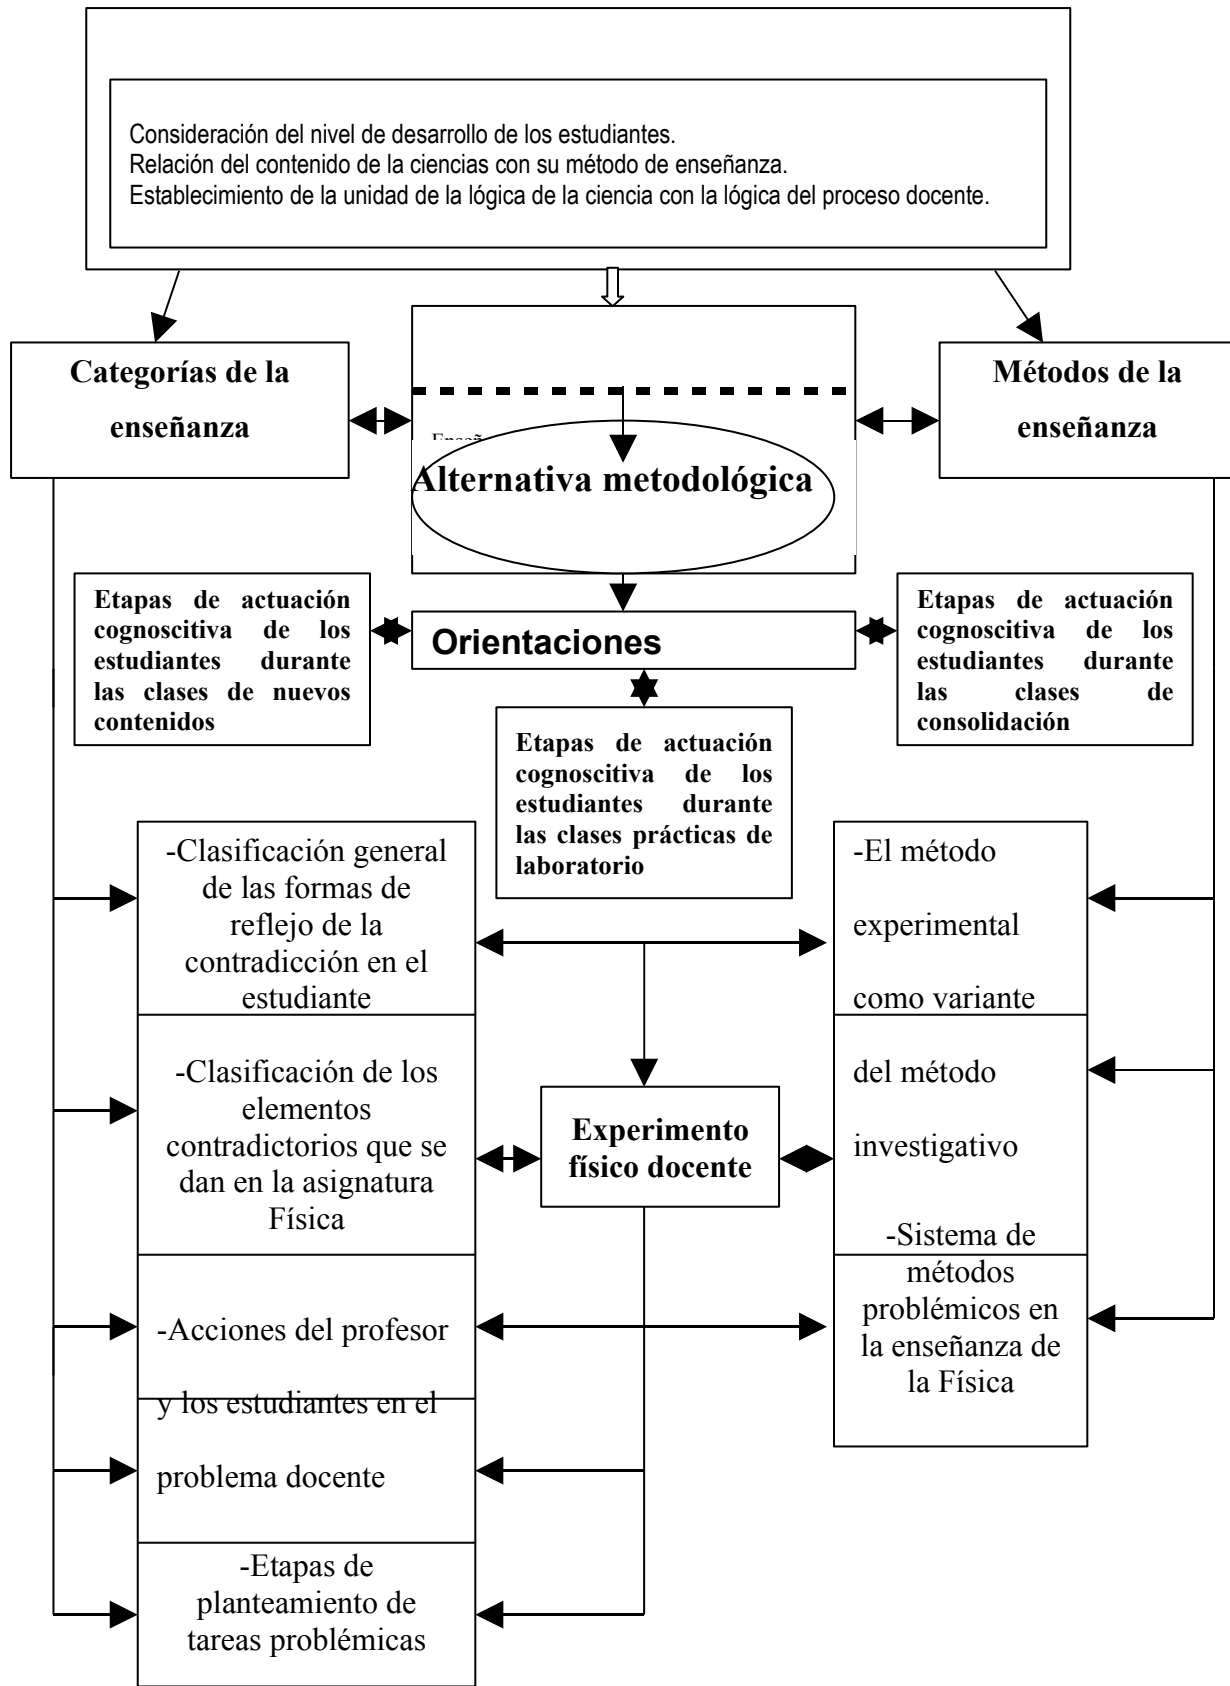 Consideración del nivel de desarrollo de los estudiantes.
Relación del contenido de la ciencias con su método de enseñanza.
Establecimiento de la unidad de la lógica de la ciencia con la lógica del proceso docente.
Categorías de la
enseñanza
Métodos de la
enseñanza
Alternativa metodológica
Etapas de actuación
cognoscitiva de los
estudiantes durante
las clases de nuevos
contenidos
Orientaciones
Etapas de actuación
cognoscitiva de los
estudiantes durante
las clases de
consolidación
Etapas de actuación
cognoscitiva de los
estudiantes durante
las clases prácticas de
laboratorio
-Clasificación general
de las formas de
reflejo de la
contradicción en el
estudiante
-Clasificación de los
elementos
contradictorios que se
dan en la asignatura
Física
-Acciones del profesor
y los estudiantes en el
problema docente
-Etapas de
planteamiento de
tareas problémicas
Experimento
físico docente
-El método
experimental
como variante
del método
investigativo
-Sistema de
métodos
problémicos en
la enseñanza de
la Física